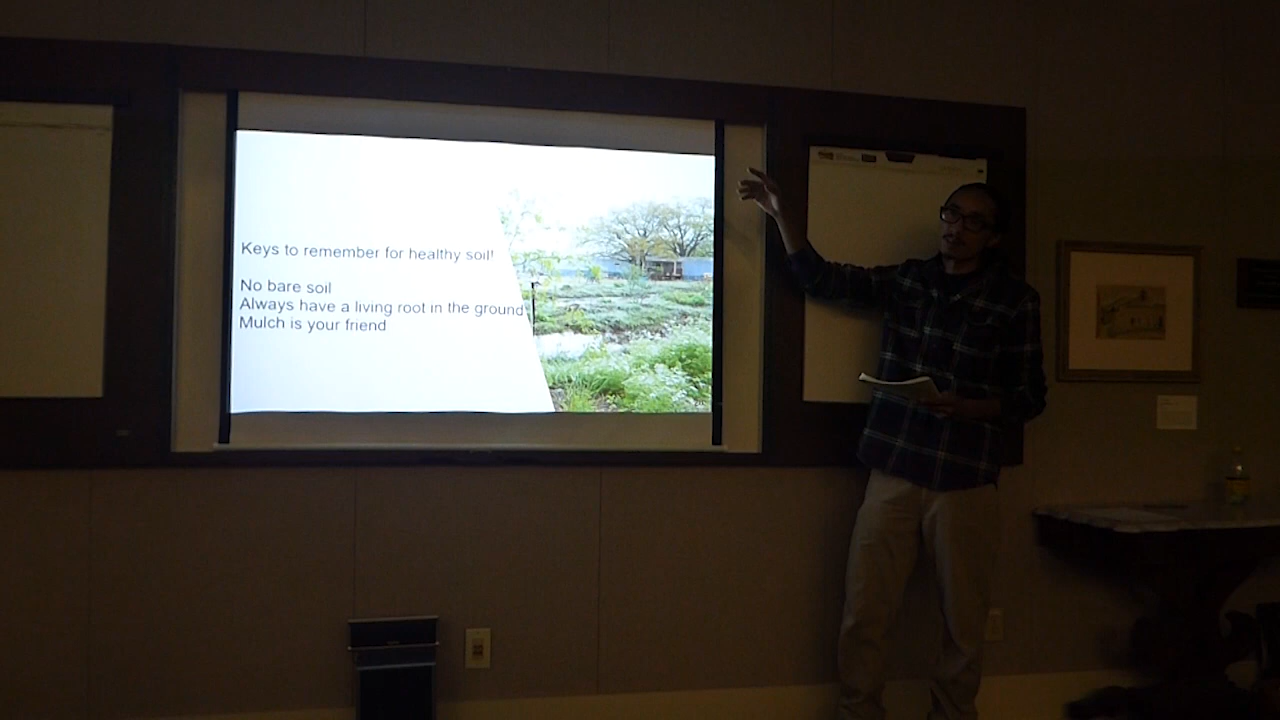 Keys to remember for healthy soil!
No bare soil
Always have a living root in the ground
Mulch is your friend